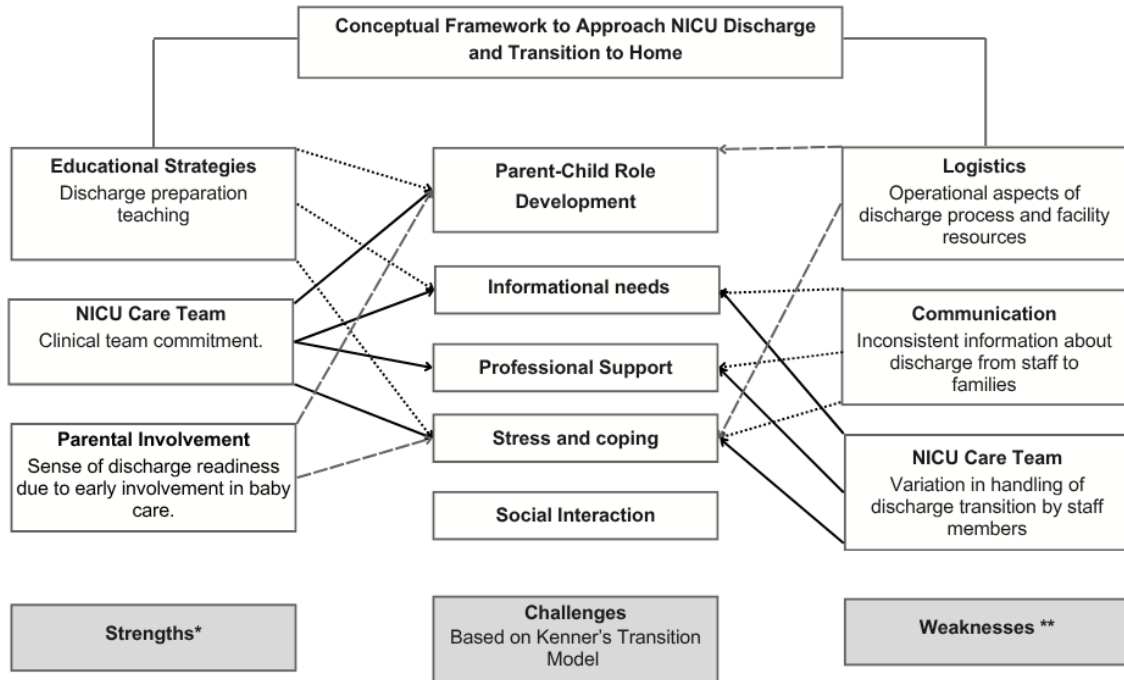 Conceptual Framework to Approach NICU Discharge
and Transition to Home
Educational Strategies
Discharge preparation
teaching
NICU Care Team
Clinical team commitment.
Parental Involvement
Sense of discharge readiness
due to early involvement in baby
care.
Strengths*
Parent-Child Role
Development
Informational needs
Professional Support
Stress and coping
Social Interaction
Challenges
Based on Kenner's Transition
Model
Logistics
Operational aspects of
discharge process and facility
resources
Communication
Inconsistent information about
discharge from staff to
families
NICU Care Team
Variation in handling of
discharge transition by staff
members
Weaknesses **